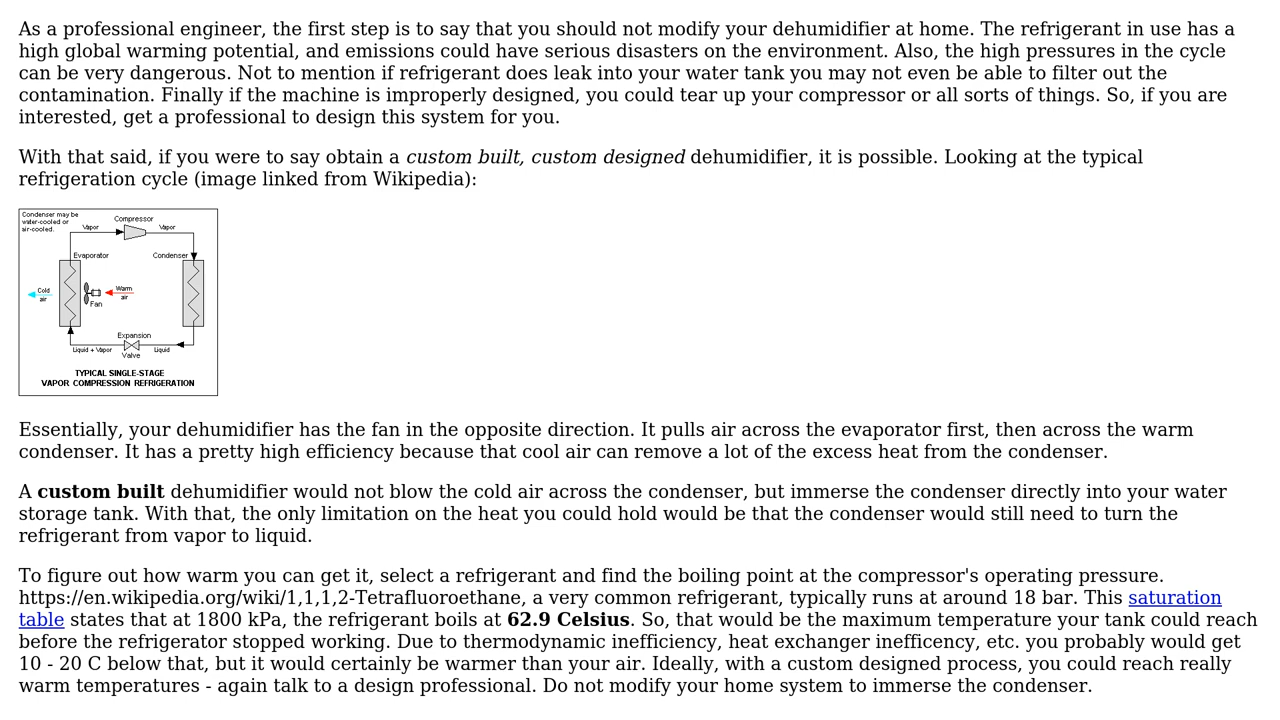 As a professional engineer, the first step is to say that you should not modify your dehumidifier at home. The refrigerant in use has a
high global warming potential, and emissions could have serious disasters on the environment. Also, the high pressures in the cycle
can be very dangerous. Not to mention if refrigerant does leak into your water tank you may not even be able to filter out the
contamination. Finally if the machine is improperly designed, you could tear up your compressor or all sorts of things. So, if you are
interested, get a professional to design this system for you.
With that said, if you were to say obtain a custom built, custom designed dehumidifier, it is possible. Looking at the typical
refrigeration cycle (image linked from Wikipedia):
Condenser may be
water-cooled or
air-cooled.
Compressor
Vapor
Vapor
Evaporator
Condenser
Cold
air
Warm
air
Fan
Expansion
Valve
Liquid + Vapor
Liquid
TYPICAL SINGLE-STAGE
VAPOR COMPRESSION REFRIGERATION
Essentially, your dehumidifier has the fan in the opposite direction. It pulls air across the evaporator first, then across the warm
condenser. It has a pretty high efficiency because that cool air can remove a lot of the excess heat from the condenser.
A custom built dehumidifier would not blow the cold air across the condenser, but immerse the condenser directly into your water
storage tank. With that, the only limitation on the heat you could hold would be that the condenser would still need to turn the
refrigerant from vapor to liquid.
To figure out how warm you can get it, select a refrigerant and find the boiling point at the compressor's operating pressure.
https://en.wikipedia.org/wiki/1,1,1,2-Tetrafluoroethane, a very common refrigerant, typically runs at around 18 bar. This saturation
table states that at 1800 kPa, the refrigerant boils at 62.9 Celsius. So, that would be the maximum temperature your tank could reach
before the refrigerator stopped working. Due to thermodynamic inefficiency, heat exchanger inefficency, etc. you probably would get
10 - 20 C below that, but it would certainly be warmer than your air. Ideally, with a custom designed process, you could reach really
warm temperatures - again talk to a design professional. Do not modify your home system to immerse the condenser.